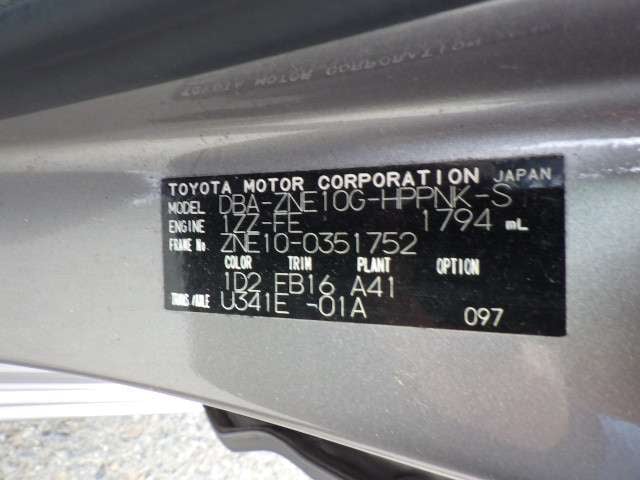 TOYOTA MOTOR CORPORATION JAPAN
MODEL DBA-ZNE10G-HPPNK-S
ENGINE 1ZZ-FE 1794 mL
FRAME No. ZNE10-0351752
COLOR TRIM PLANT OPTION
1D2 FB16 A41
TRANS/AXLE U341E -01A
097